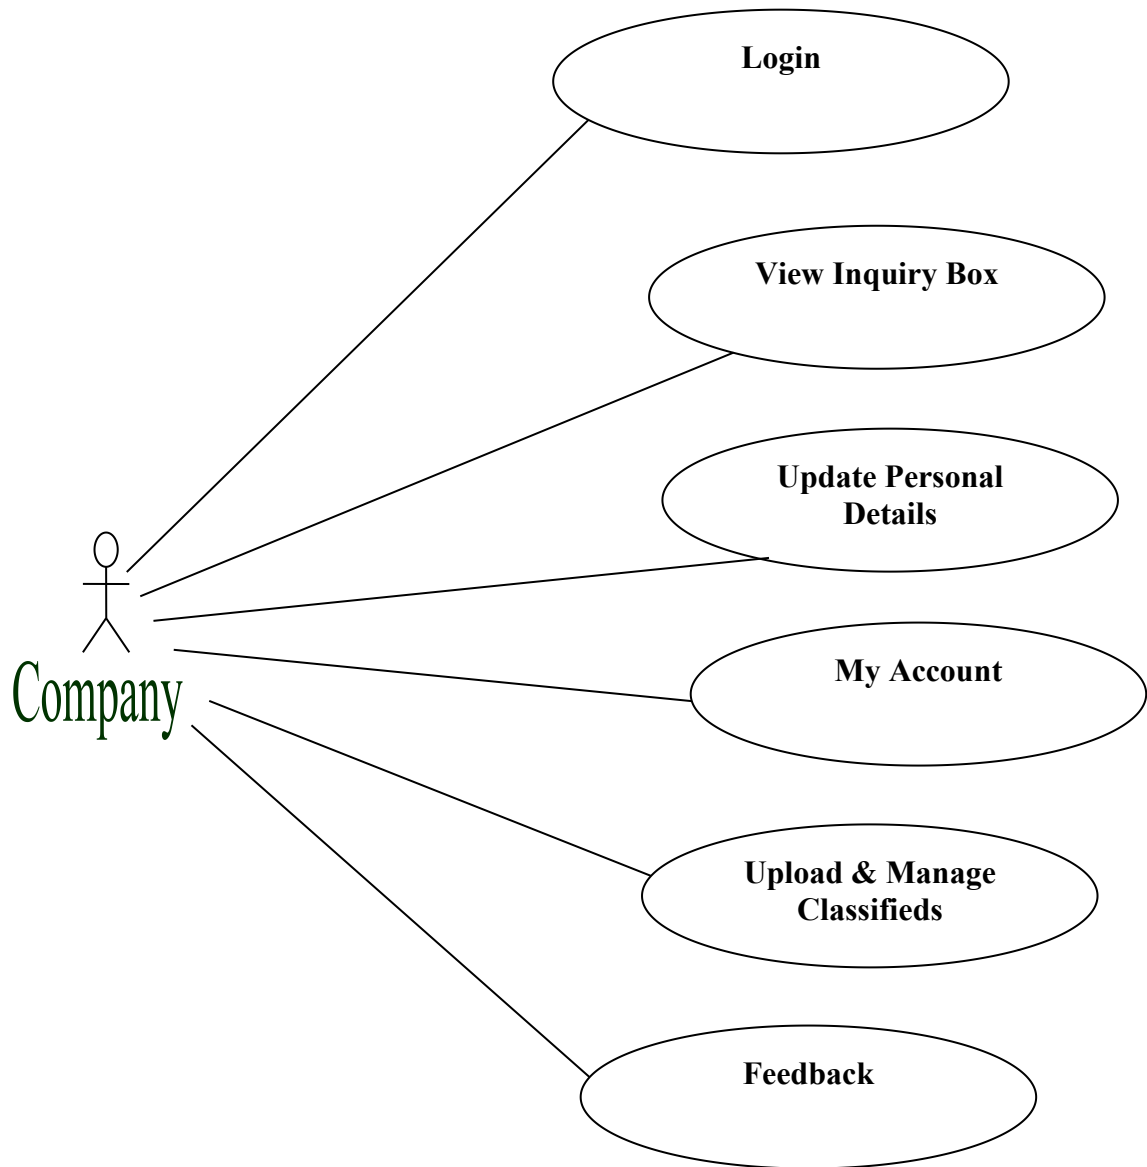 Login
View Inquiry Box
Update Personal
Details
My Account
Company
Upload & Manage
Classifieds
Feedback